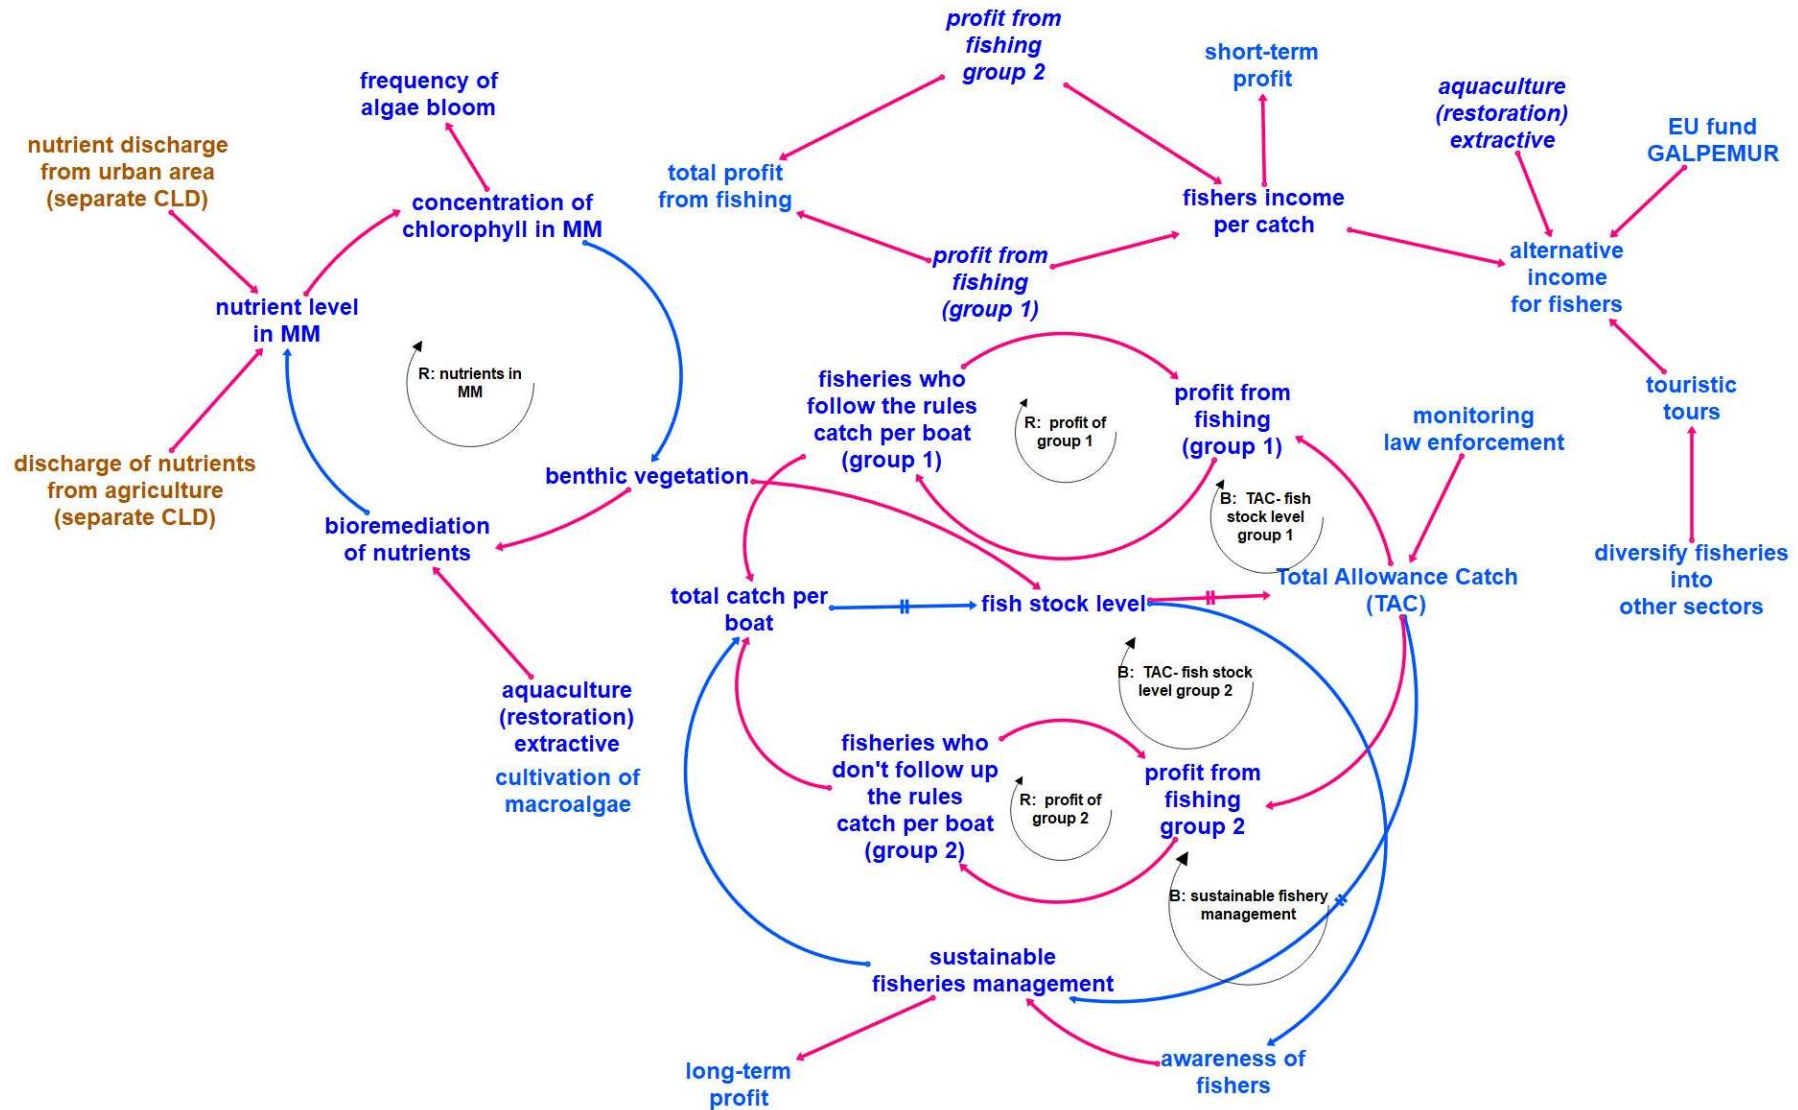 profit from
fishing
group 2
short-term
profit
frequency of
algae bloom
aquaculture
(restoration)
extractive
EU fund
GALPEMUR
nutrient discharge
from urban area
(separate CLD)
total profit
from fishing
concentration of
chlorophyll in MM
fishers income
per catch
profit from
fishing
(group 1)
alternative
income
for fishers
nutrient level
in MM
R: nutrients in
MM
fisheries who
follow the rules
catch per boat
(group 1)
R: profit of
group 1
profit from
fishing
(group 1)
monitoring
law enforcement
touristic
tours
discharge of nutrients
from agriculture
(separate CLD)
benthic vegetation
B: TAC- fish
stock level
group 1
bioremediation
of nutrients
total catch per
boat
fish stock level
Total Allowance Catch
(TAC)
diversify fisheries
into
other sectors
B: TAC- fish stock
level group 2
aquaculture
(restoration)
extractive
cultivation of
macroalgae
fisheries who
don't follow up
the rules
catch per boat
(group 2)
R: profit of
group 2
profit from
fishing
group 2
B: sustainable fishery
management
sustainable
fisheries management
long-term
profit
awareness of
fishers